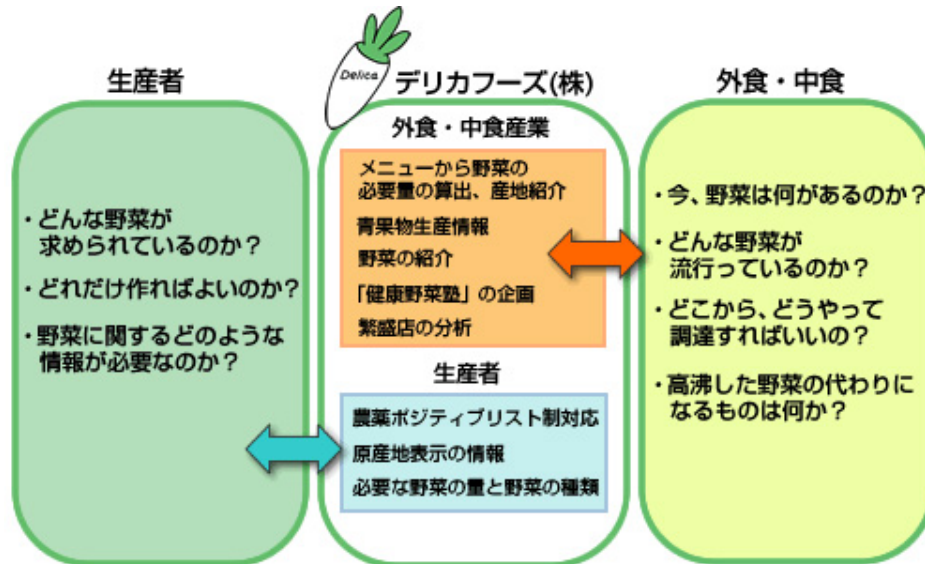 生産者
・どんな野菜が
求められているのか？
・どれだけ作ればよいのか？
・野菜に関するどのような
情報が必要なのか？
Delica
デリカフーズ(株)
外食・中食産業
メニューから野菜の
必要量の算出、産地紹介
青果物生産情報
野菜の紹介
「健康野菜塾」の企画
繁盛店の分析
生産者
農薬ポジティブリスト制対応
原産地表示の情報
必要な野菜の量と野菜の種類
外食・中食
・今、野菜は何があるのか？
・どんな野菜が
流行っているのか？
・どこから、どうやって
調達すればいいの？
・高沸した野菜の代わりに
なるものは何か？